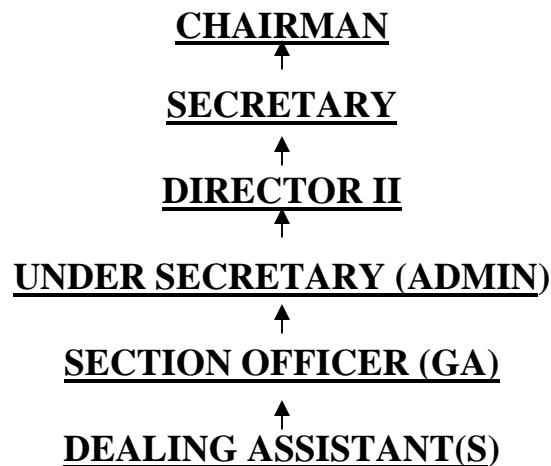 CHAIRMAN
SECRETARY
DIRECTOR II
UNDER SECRETARY (ADMIN)
SECTION OFFICER (GA)
DEALING ASSISTANT(S)